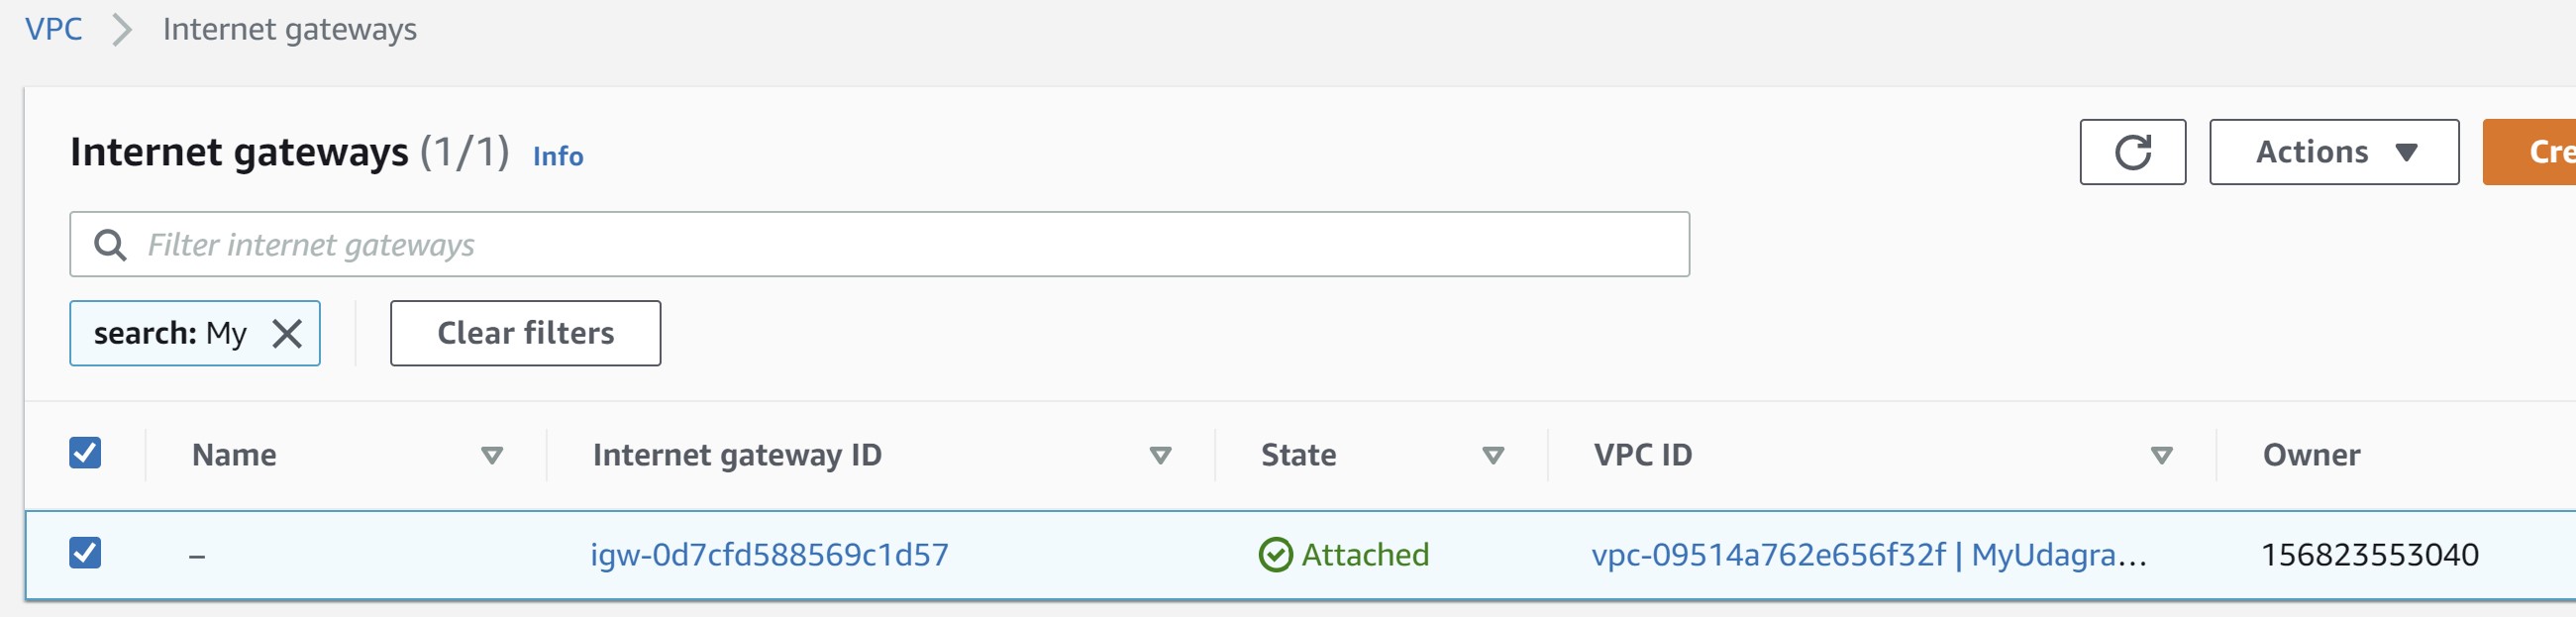 VPC Internet gateways
Internet gateways (1/1) Info
Actions
Cre
Filter internet gateways
search: My
Clear filters
Name Internet gateway ID State VPC ID Owner
– igw-0d7cfd588569c1d57 Attached vpc-09514a762e656f32f | MyUdagra... 156823553040